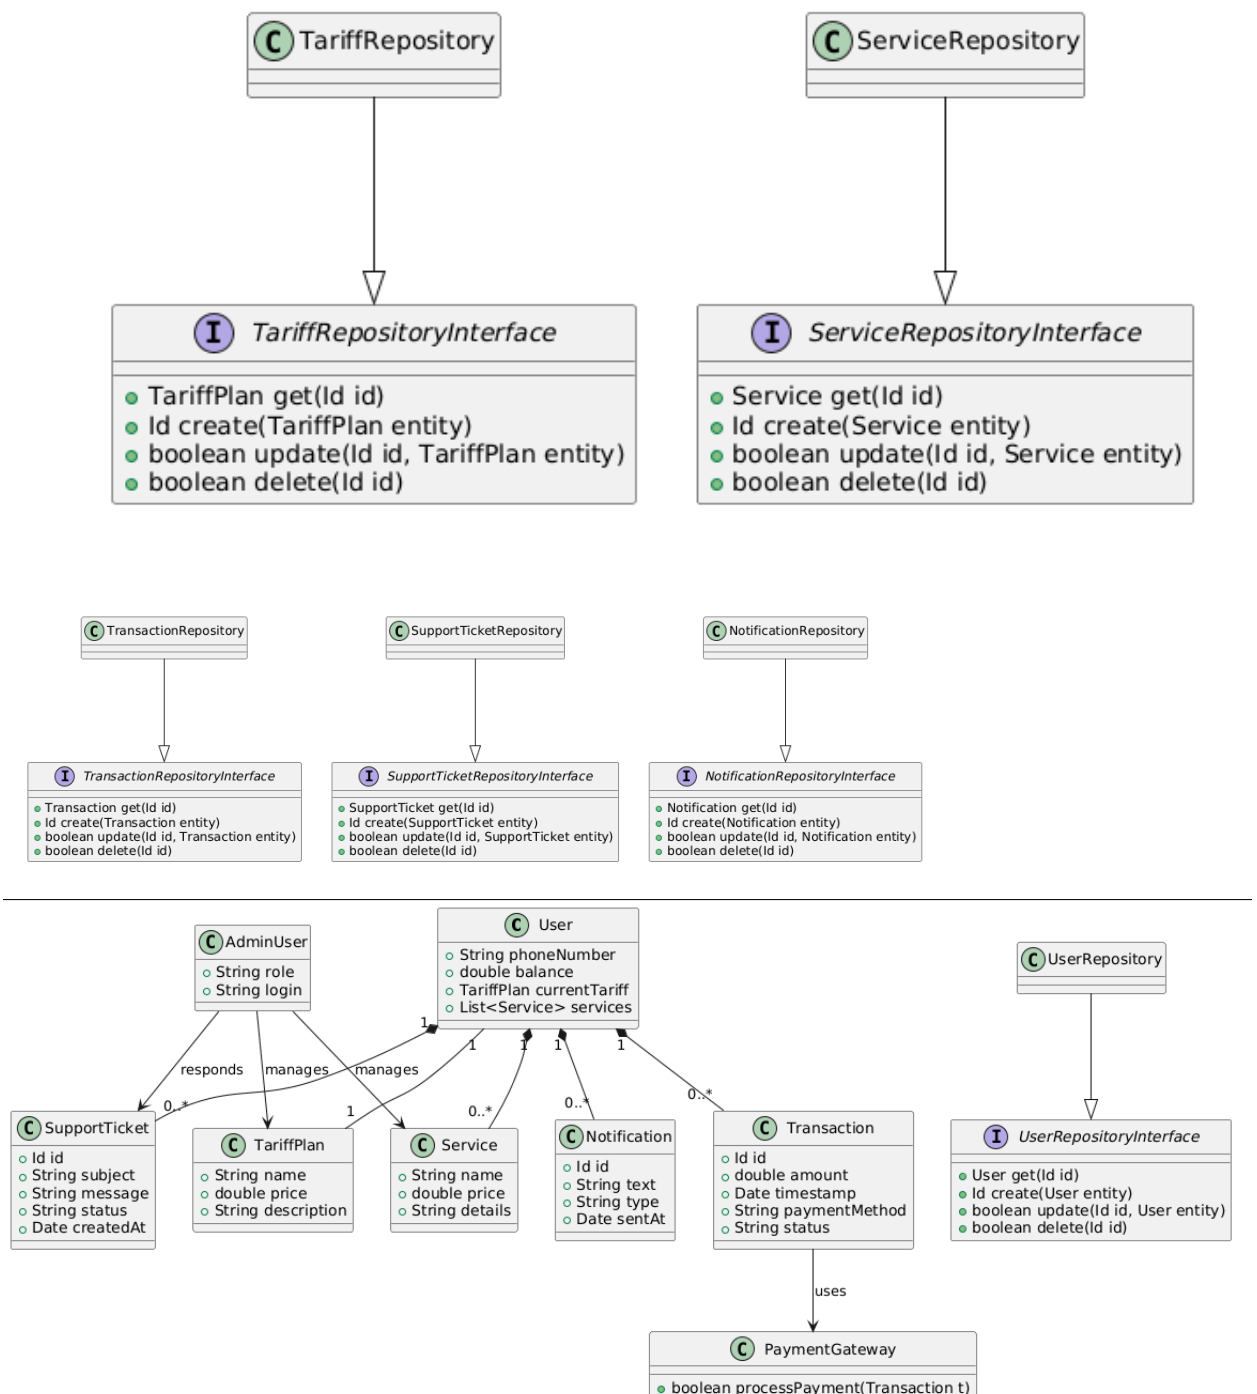 C TariffRepository
C ServiceRepository
I TariffRepositoryInterface
TariffPlan get(Id id)
Id create(TariffPlan entity)
boolean update(Id id, TariffPlan entity)
boolean delete(Id id)
I ServiceRepositoryInterface
Service get(Id id)
Id create(Service entity)
boolean update(Id id, Service entity)
boolean delete(Id id)
C TransactionRepository
C SupportTicketRepository
C NotificationRepository
I TransactionRepositoryInterface
Transaction get(Id id)
Id create(Transaction entity)
boolean update(Id id, Transaction entity)
boolean delete(Id id)
I SupportTicketRepositoryInterface
SupportTicket get(Id id)
Id create(SupportTicket entity)
boolean update(Id id, SupportTicket entity)
boolean delete(Id id)
I NotificationRepositoryInterface
Notification get(Id id)
Id create(Notification entity)
boolean update(Id id, Notification entity)
boolean delete(Id id)
C AdminUser
String role
String login
C User
String phoneNumber
double balance
TariffPlan currentTariff
List<Service> services
C UserRepository
1
1
1
1
1
responds
manages
manages
0..*
1
0..*
0..*
0..*
C SupportTicket
Id id
String subject
String message
String status
Date createdAt
C TariffPlan
String name
double price
String description
C Service
String name
double price
String details
C Notification
Id id
String text
String type
Date sentAt
C Transaction
Id id
double amount
Date timestamp
String paymentMethod
String status
I UserRepositoryInterface
User get(Id id)
Id create(User entity)
boolean update(Id id, User entity)
boolean delete(Id id)
uses
C PaymentGateway
boolean processPayment(Transaction t)